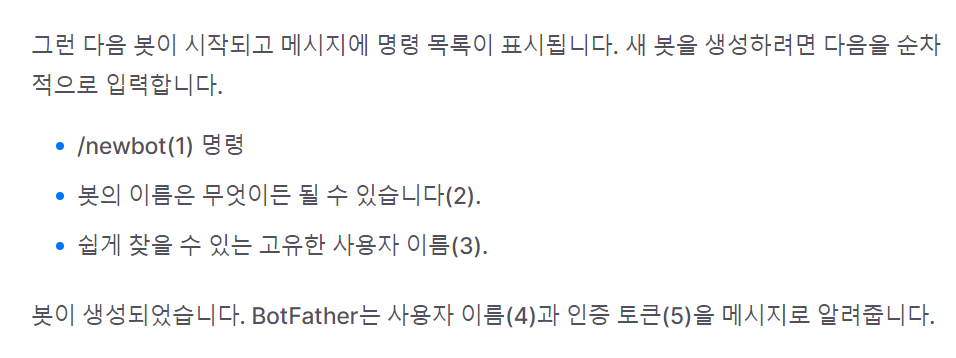 그런 다음 봇이 시작되고 메시지에 명령 목록이 표시됩니다. 새 봇을 생성하려면 다음을 순차
적으로 입력합니다.
• /newbot(1) 명령
• 봇의 이름은 무엇이든 될 수 있습니다(2).
• 쉽게 찾을 수 있는 고유한 사용자 이름(3).
봇이 생성되었습니다. BotFather는 사용자 이름(4)과 인증 토큰(5)을 메시지로 알려줍니다.